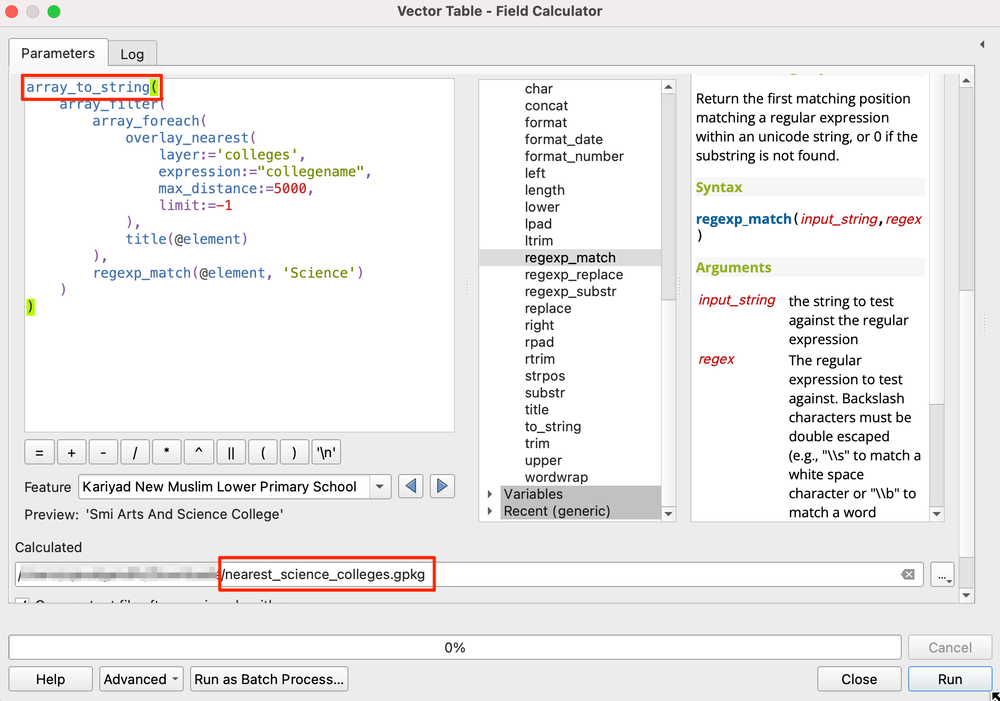 Vector Table - Field Calculator
Parameters
Log
array_to_string(
array_filter(
array_foreach(
overlay_nearest(
layer:='colleges',
expression:="collegename",
max_distance:=5000,
limit:=-1
),
title(@element)
),
regexp_match(@element, 'Science')
)
)
char
concat
format
format_date
format_number
left
length
lower
lpad
ltrim
regexp_match
regexp_replace
regexp_substr
replace
right
rpad
rtrim
strpos
substr
title
to_string
trim
upper
wordwrap
Variables
Recent (generic)
Return the first matching position
matching a regular expression
within an unicode string, or 0 if the
substring is not found.
Syntax
regexp_match(input_string,regex
)
Arguments
input_string the string to test
against the regular
expression
regex The regular
expression to test
against. Backslash
characters must be
double escaped
(e.g., "\\s" to match a
white space
character or "\\b" to
match a word
= + - / * ^ || ( ) '\n'
Feature Kariyad New Muslim Lower Primary School
Preview: 'Smi Arts And Science College'
Calculated
/nearest_science_colleges.gpkg
...
0%
Cancel
Help
Advanced
Run as Batch Process...
Close
Run